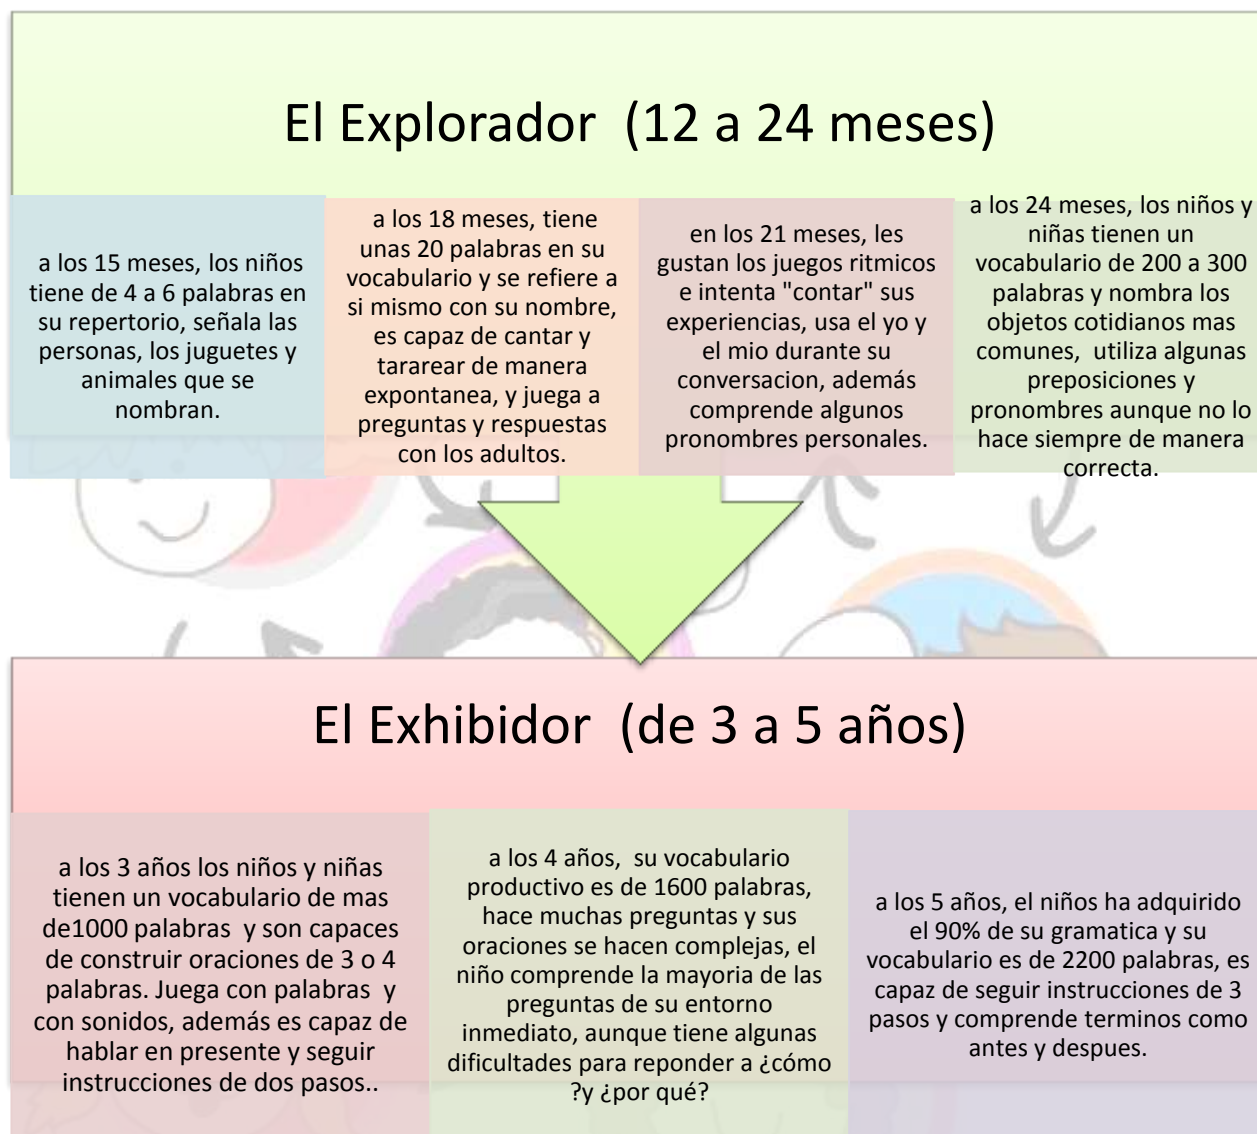 El Explorador (12 a 24 meses)
a los 15 meses, los niños
tiene de 4 a 6 palabras en
su repertorio, señala las
personas, los juguetes y
animales que se
nombran.
a los 18 meses, tiene
unas 20 palabras en su
vocabulario y se refiere a
si mismo con su nombre,
es capaz de cantar y
tararear de manera
expontanea, y juega a
preguntas y respuestas
con los adultos.
en los 21 meses, les
gustan los juegos ritmicos
e intenta "contar" sus
experiencias, usa el yo y
el mio durante su
conversacion, además
comprende algunos
pronombres personales.
a los 24 meses, los niños y
niñas tienen un
vocabulario de 200 a 300
palabras y nombra los
objetos cotidianos mas
comunes, utiliza algunas
preposiciones y
pronombres aunque no lo
hace siempre de manera
correcta.
El Exhibidor (de 3 a 5 años)
a los 3 años los niños y niñas
tienen un vocabulario de mas
de1000 palabras y son capaces
de construir oraciones de 3 o 4
palabras. Juega con palabras y
con sonidos, además es capaz de
hablar en presente y seguir
instrucciones de dos pasos..
a los 4 años, su vocabulario
productivo es de 1600 palabras,
hace muchas preguntas y sus
oraciones se hacen complejas, el
niño comprende la mayoria de las
preguntas de su entorno
inmediato, aunque tiene algunas
dificultades para reponder a ¿cómo
?y ¿por qué?
a los 5 años, el niños ha adquirido
el 90% de su gramatica y su
vocabulario es de 2200 palabras, es
capaz de seguir instrucciones de 3
pasos y comprende terminos como
antes y despues.